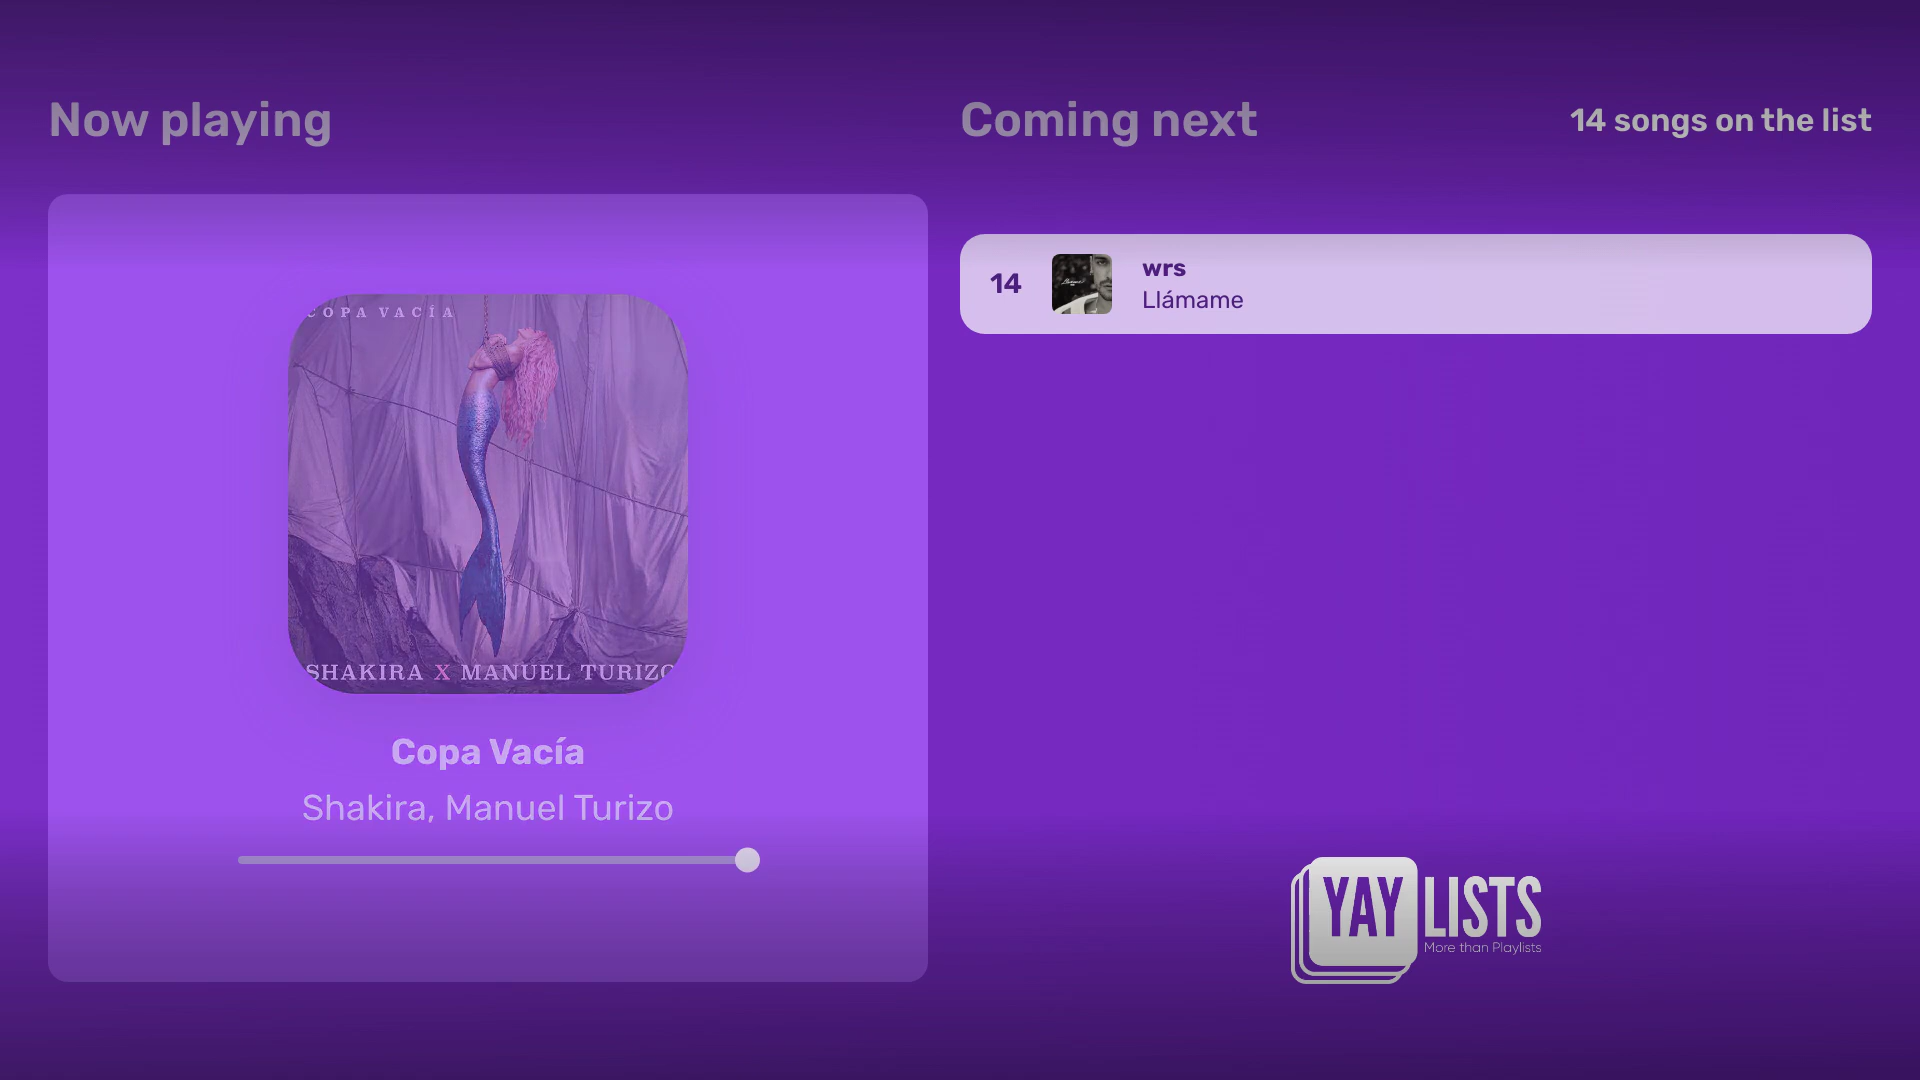 Now playing
COPA VACÍA
SHAKIRA X MANUEL TURIZO
Copa Vacía
Shakira, Manuel Turizo
Coming next
14 songs on the list
14
wrs
Llámame
YAY LISTS
More than Playlists